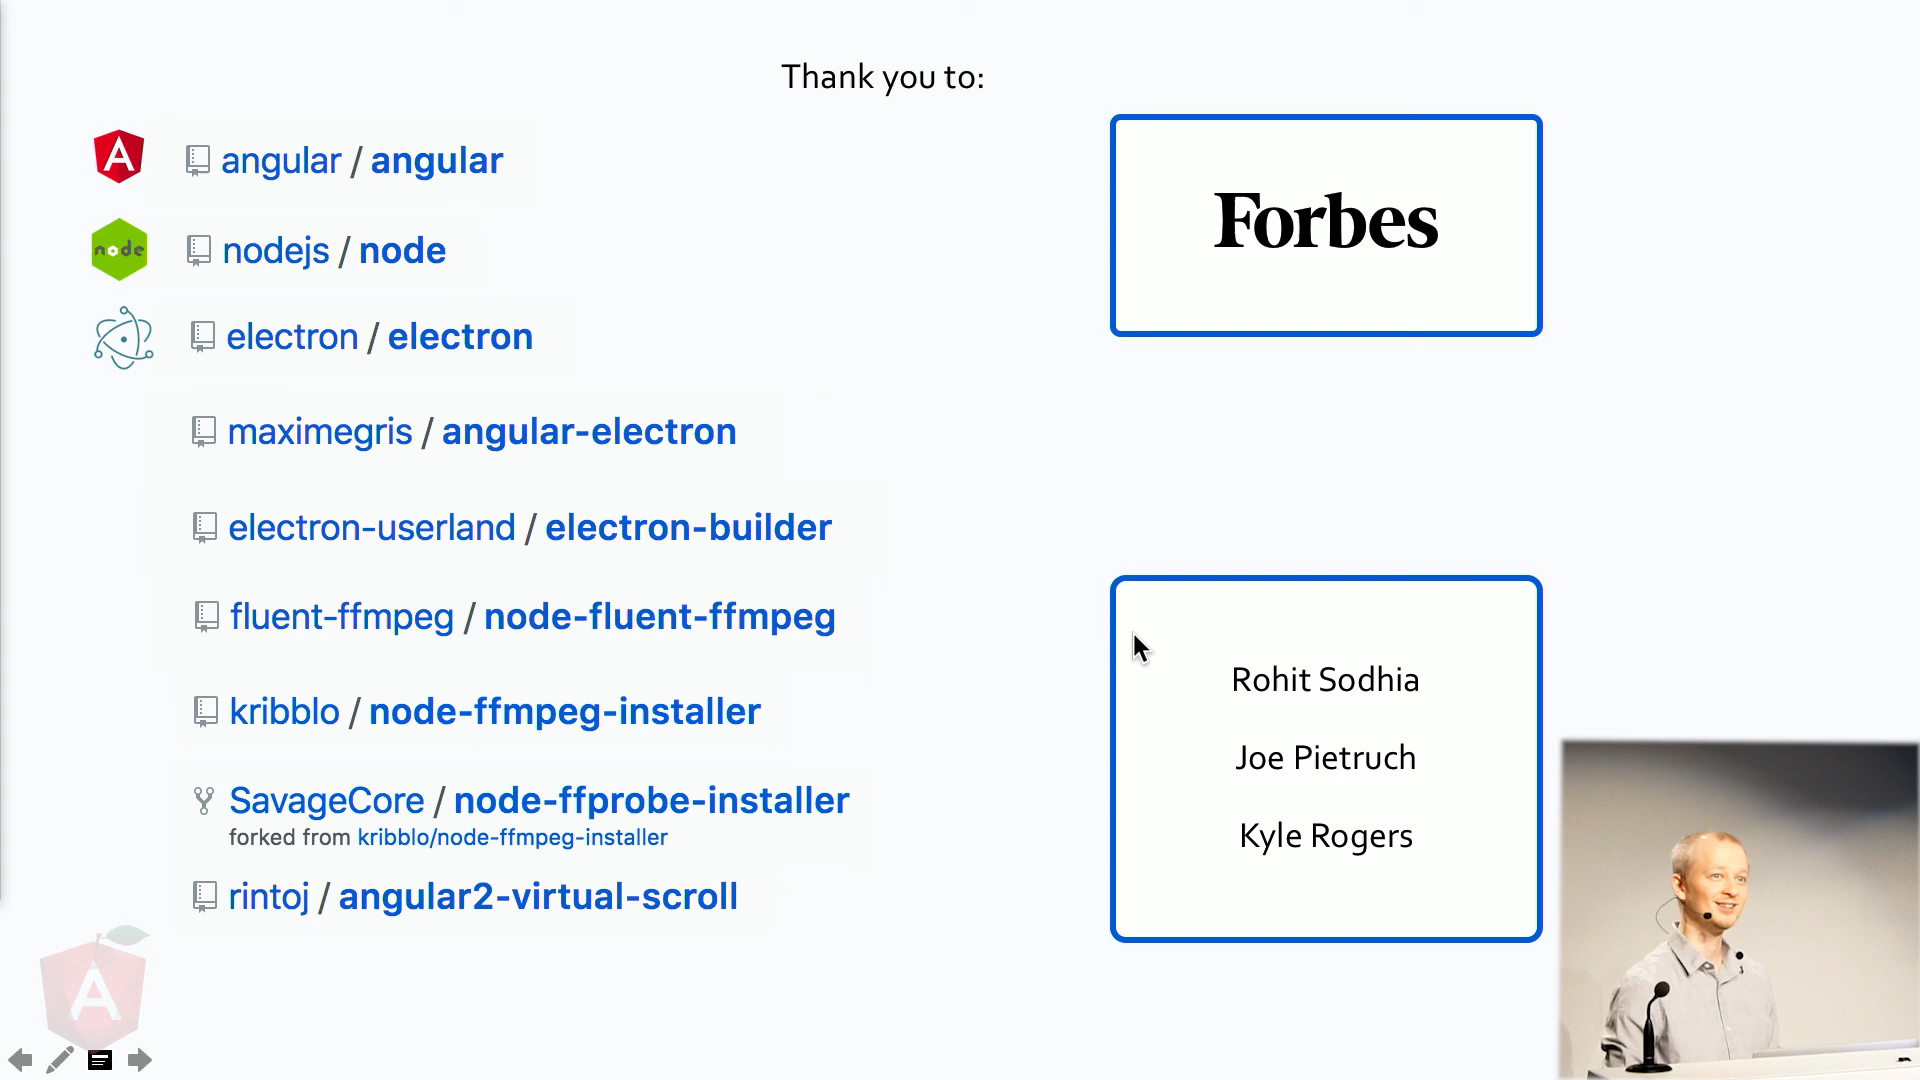 Thank you to:
angular / angular
node
nodejs / node
electron / electron
maximegris / angular-electron
electron-userland / electron-builder
fluent-ffmpeg / node-fluent-ffmpeg
kribblo / node-ffmpeg-installer
SavageCore / node-ffprobe-installer
forked from kribblo/node-ffmpeg-installer
rintoj / angular2-virtual-scroll
Forbes
Rohit Sodhia
Joe Pietruch
Kyle Rogers